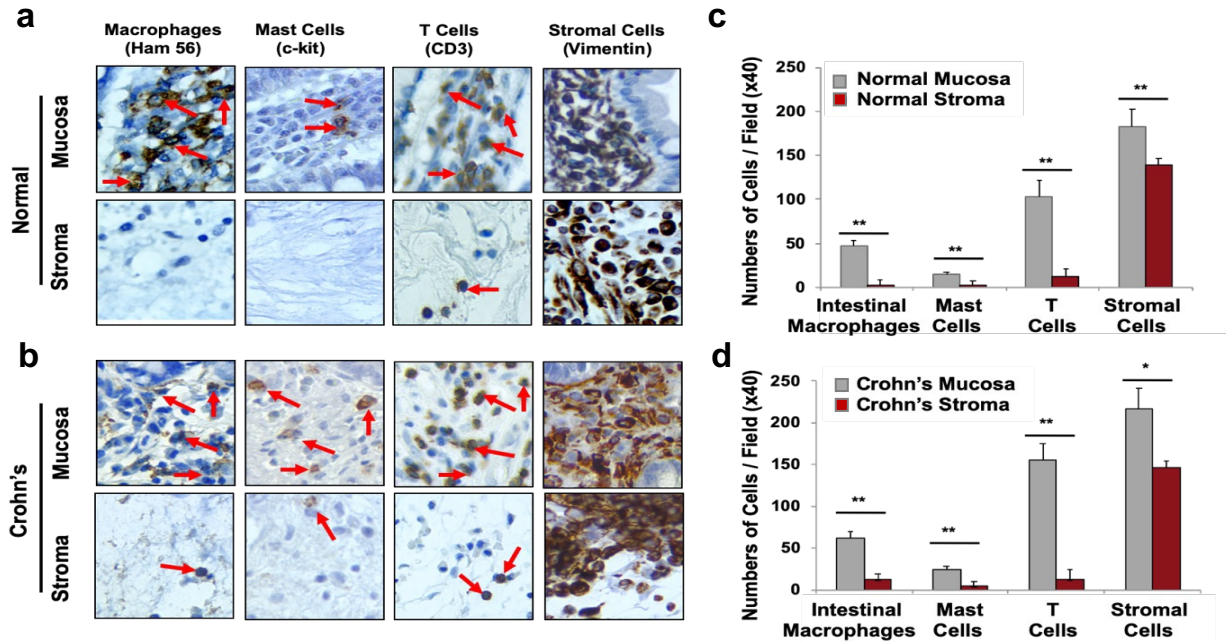 a
Macrophages
(Ham 56)
Mast Cells
(c-kit)
T Cells
(CD3)
Stromal Cells
(Vimentin)
Normal
Mucosa
Stroma
b
Crohn's
Mucosa
Stroma
c
Numbers of Cells / Field (x40)
250
200
150
100
50
0
Normal Mucosa
Normal Stroma
**
**
**
**
Intestinal
Macrophages
Mast
Cells
T
Cells
Stromal
Cells
d
Numbers of Cells / Field (x40)
250
200
150
100
50
0
Crohn's Mucosa
Crohn's Stroma
**
**
**
*
Intestinal
Macrophages
Mast
Cells
T
Cells
Stromal
Cells